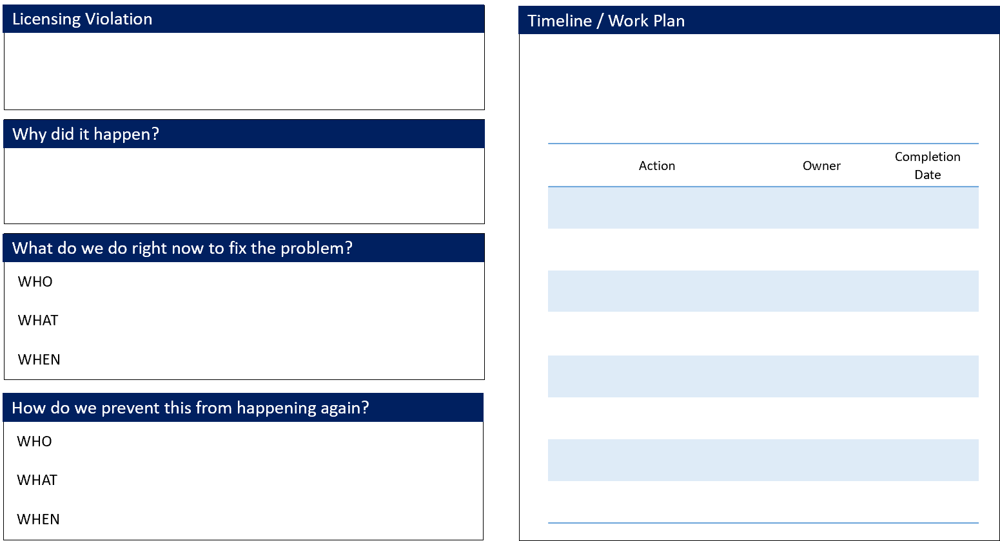 Licensing Violation
Why did it happen?
What do we do right now to fix the problem?
WHO
WHAT
WHEN
How do we prevent this from happening again?
WHO
WHAT
WHEN
Timeline / Work Plan
Action Owner Completion
Date